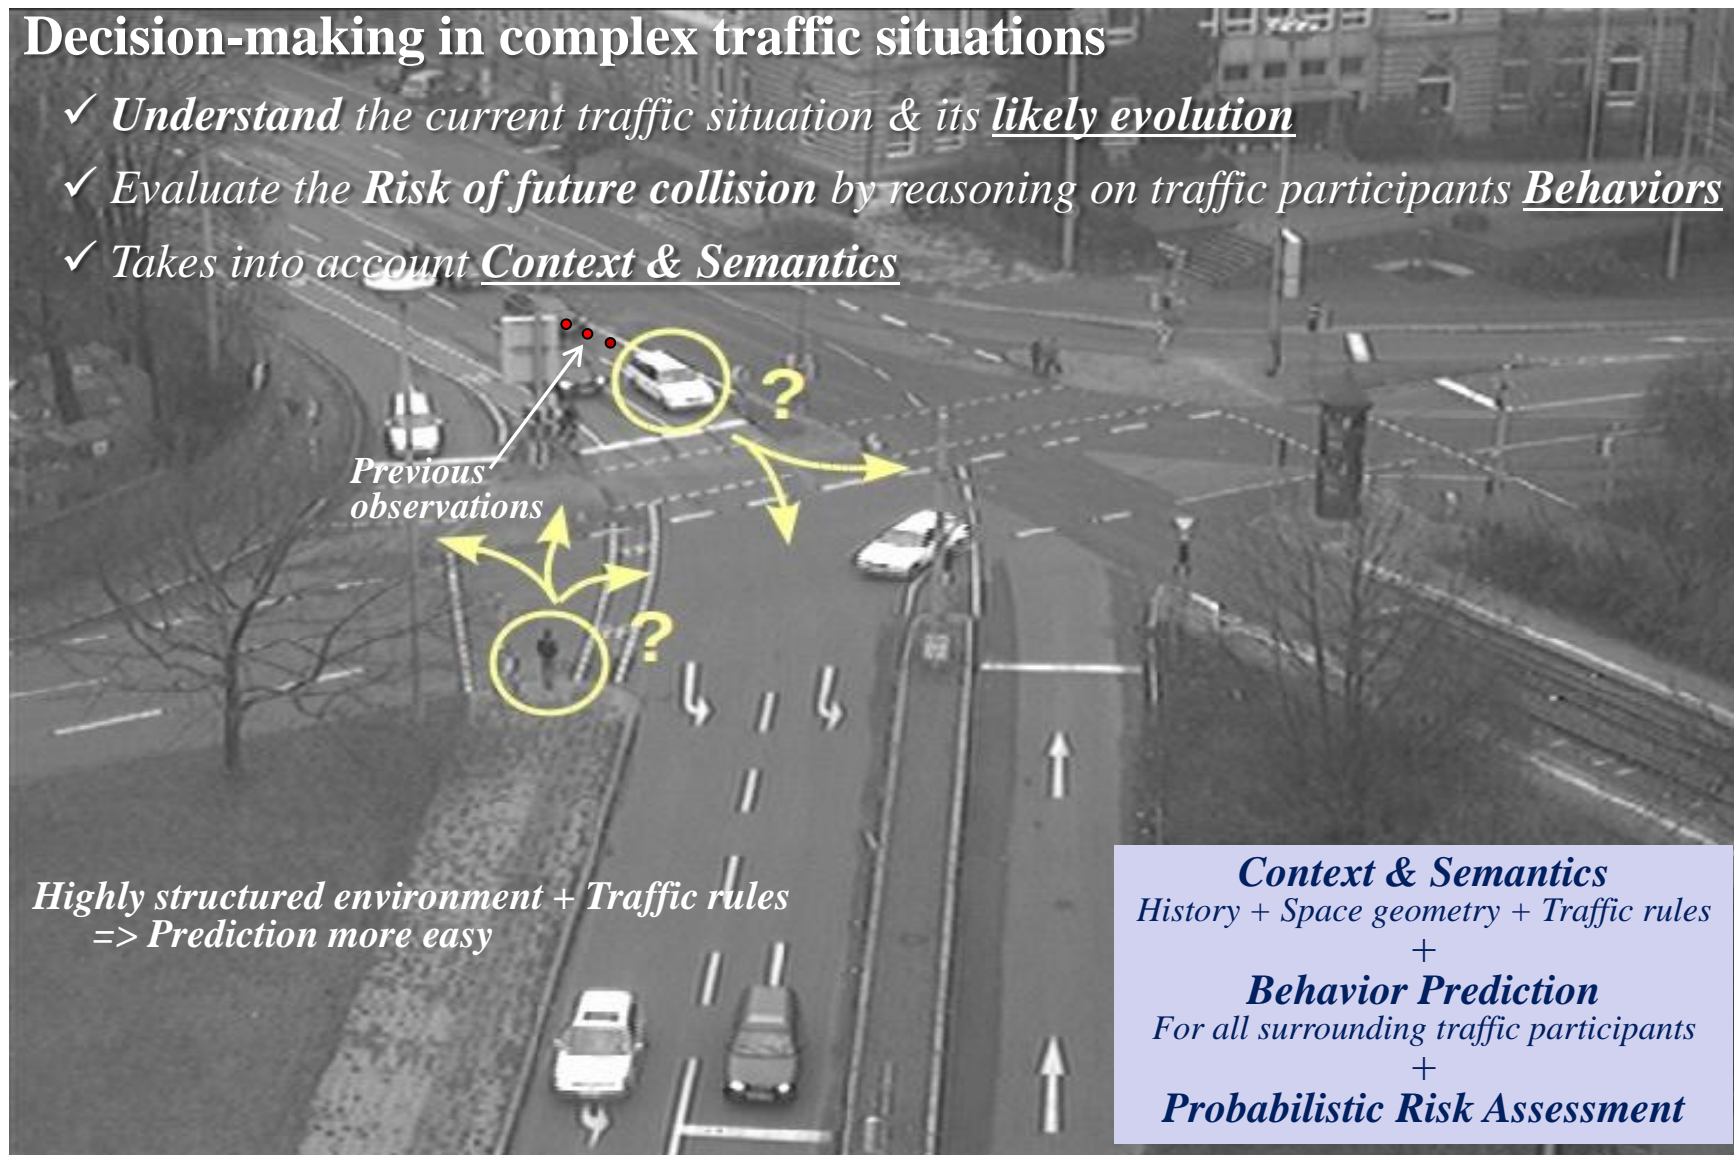 Decision-making in complex traffic situations
✓ Understand the current traffic situation & its likely evolution
✓ Evaluate the Risk of future collision by reasoning on traffic participants Behaviors
✓ Takes into account Context & Semantics
?
Previous
observations
?
Highly structured environment + Traffic rules
=> Prediction more easy
Context & Semantics
History + Space geometry + Traffic rules
+
Behavior Prediction
For all surrounding traffic participants
+
Probabilistic Risk Assessment